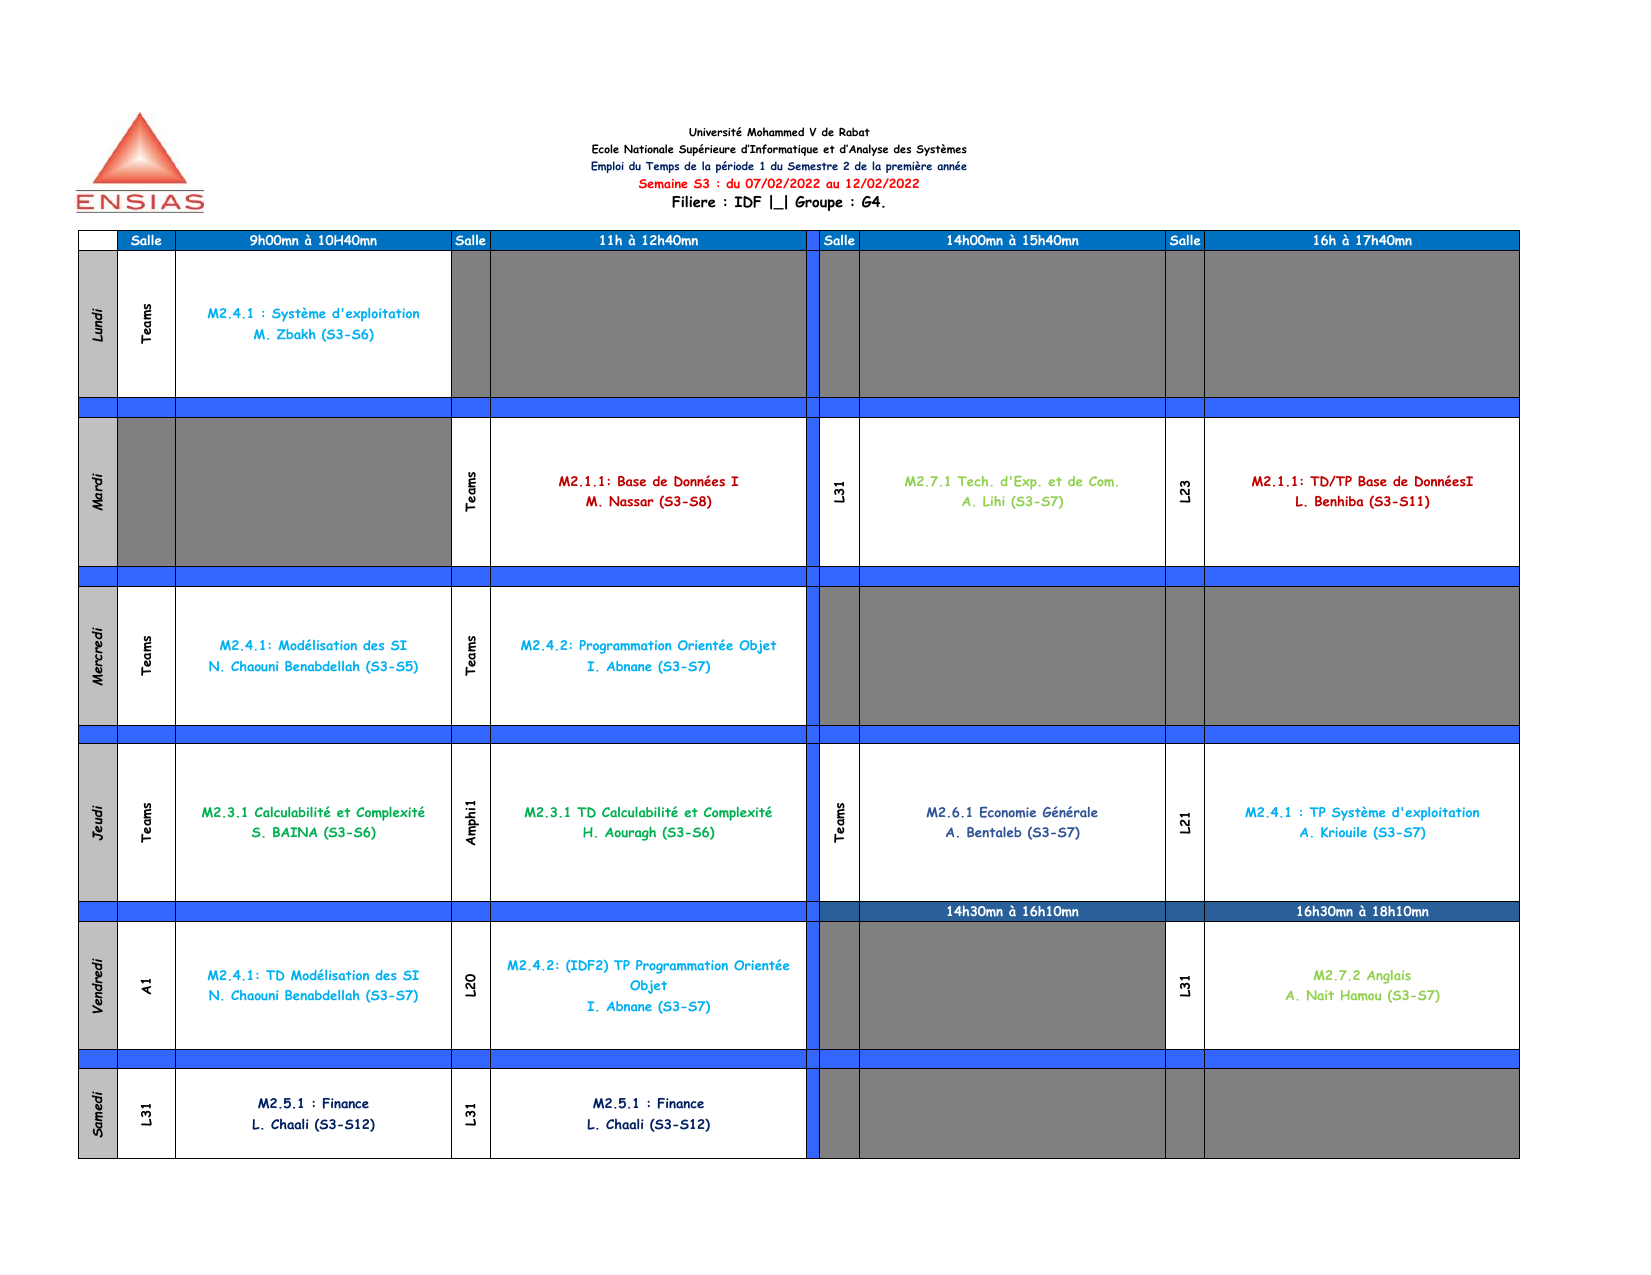 ENSIAS
Université Mohammed V de Rabat
Ecole Nationale Supérieure d’Informatique et d’Analyse des Systèmes
Emploi du Temps de la période 1 du Semestre 2 de la première année
Semaine S3 : du 07/02/2022 au 12/02/2022
Filiere : IDF |_| Groupe : G4.
Salle 9h00mn à 10H40mn Salle 11h à 12h40mn Salle 14h00mn à 15h40mn Salle 16h à 17h40mn
Lundi
Teams
M2.4.1 : Système d'exploitation
M. Zbakh (S3-S6)
Mardi
Teams
M2.1.1: Base de Données I
M. Nassar (S3-S8)
L31
M2.7.1 Tech. d'Exp. et de Com.
A. Lihi (S3-S7)
L23
M2.1.1: TD/TP Base de DonnéesI
L. Benhiba (S3-S11)
Mercredi
Teams
M2.4.1: Modélisation des SI
N. Chaouni Benabdellah (S3-S5)
Teams
M2.4.2: Programmation Orientée Objet
I. Abnane (S3-S7)
Jeudi
Teams
M2.3.1 Calculabilité et Complexité
S. BAINA (S3-S6)
Amphi1
M2.3.1 TD Calculabilité et Complexité
H. Aouragh (S3-S6)
Teams
M2.6.1 Economie Générale
A. Bentaleb (S3-S7)
L21
M2.4.1 : TP Système d'exploitation
A. Kriouile (S3-S7)
14h30mn à 16h10mn 16h30mn à 18h10mn
Vendredi
A1
M2.4.1: TD Modélisation des SI
N. Chaouni Benabdellah (S3-S7)
L20
M2.4.2: (IDF2) TP Programmation Orientée
Objet
I. Abnane (S3-S7)
L31
M2.7.2 Anglais
A. Nait Hamou (S3-S7)
Samedi
L31
M2.5.1 : Finance
L. Chaali (S3-S12)
L31
M2.5.1 : Finance
L. Chaali (S3-S12)